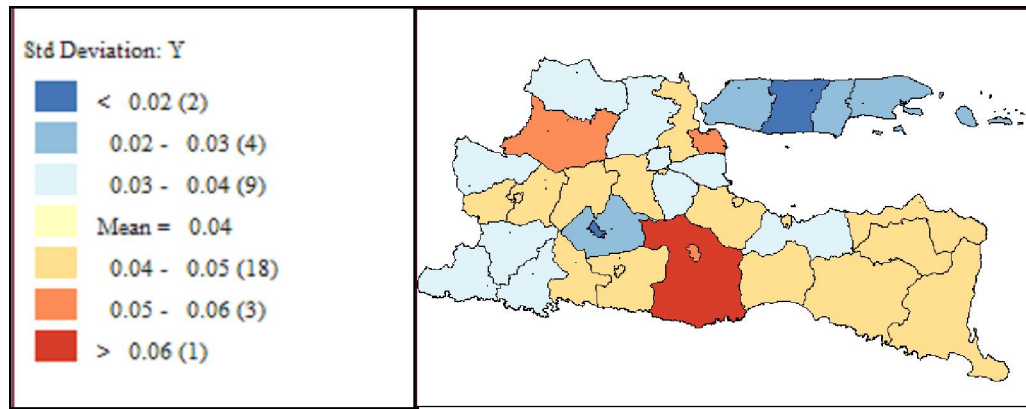 Std Deviation: Y
< 0.02 (2)
0.02 - 0.03 (4)
0.03 - 0.04 (9)
Mean = 0.04
0.04 - 0.05 (18)
0.05 - 0.06 (3)
> 0.06 (1)